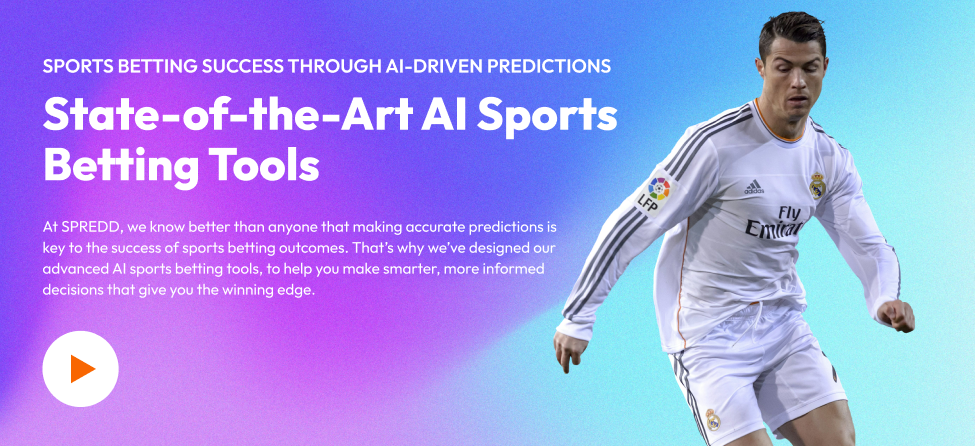 SPORTS BETTING SUCCESS THROUGH AI-DRIVEN PREDICTIONS
State-of-the-Art AI Sports
Betting Tools
At SPREDD, we know better than anyone that making accurate predictions is
key to the success of sports betting outcomes. That's why we've designed our
advanced AI sports betting tools, to help you make smarter, more informed
decisions that give you the winning edge.
adidas
LFP
Fly
Emirat